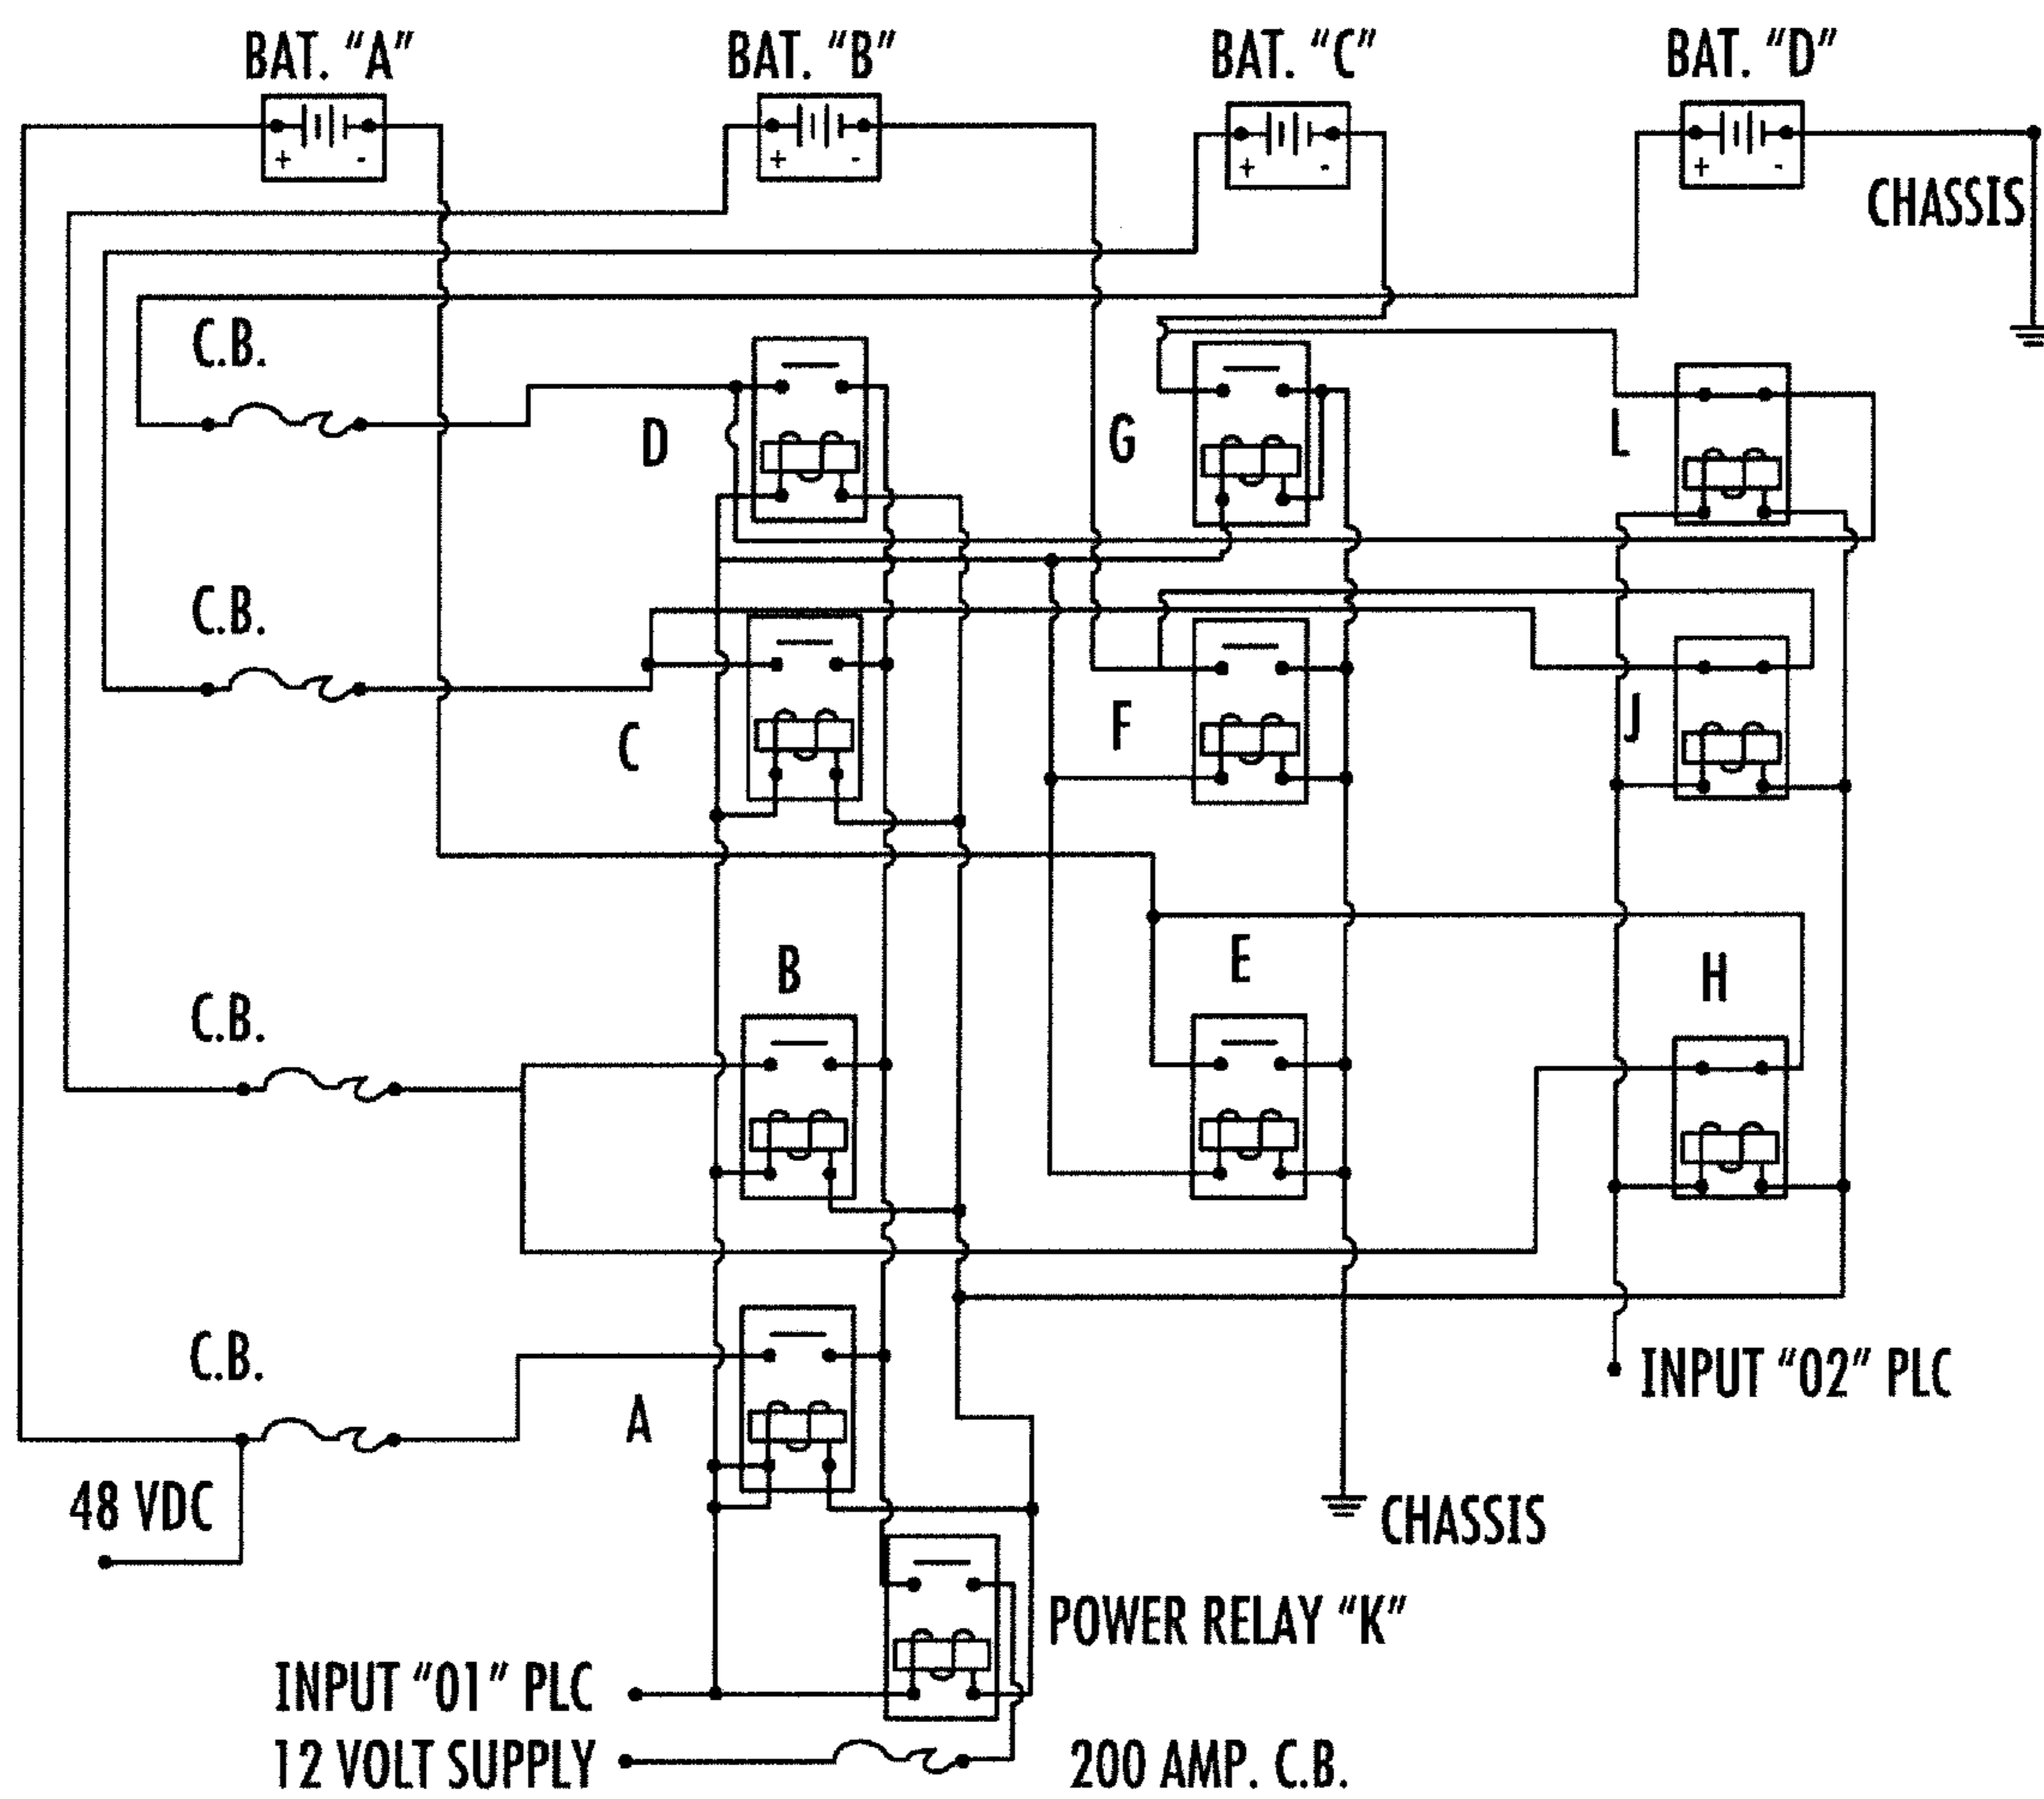 BAT. "A"
BAT. "B"
BAT. "C"
BAT. "D"
+ -
+ -
+ -
+ -
CHASSIS
C.B.
D
G
L
C.B.
C
F
J
B
E
H
C.B.
C.B.
A
INPUT "02" PLC
48 VDC
CHASSIS
POWER RELAY "K"
INPUT "01" PLC
12 VOLT SUPPLY
200 AMP. C.B.